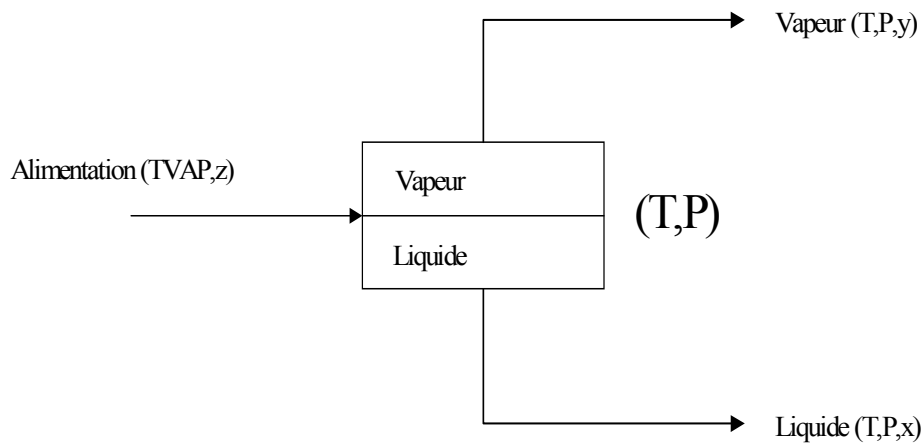 Vapeur (T,P,y)
Alimentation (TVAP,z)
Vapeur
(T,P)
Liquide
Liquide (T,P,x)